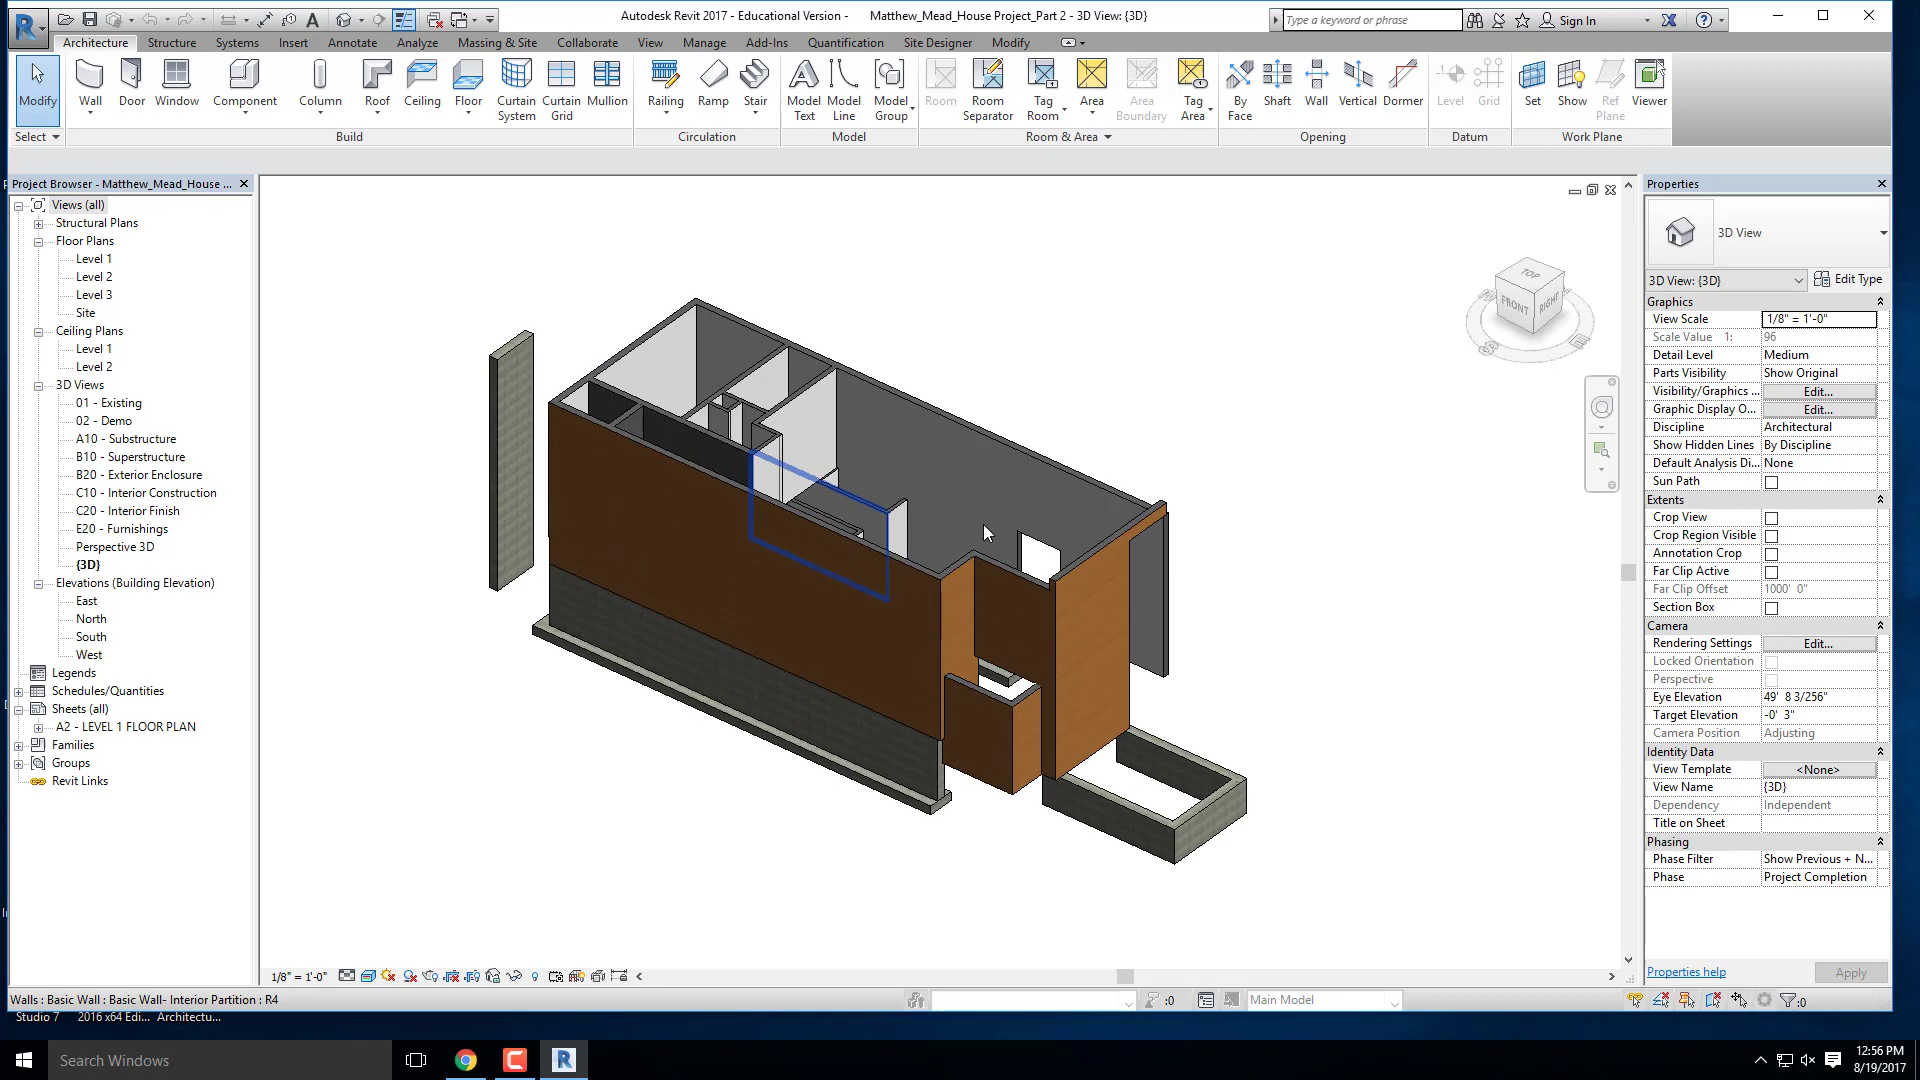 Autodesk Revit 2017 - Educational Version - Matthew_Mead_House Project_Part 2 - 3D View: {3D}
Type a keyword or phrase
Sign In
Architecture Structure Systems Insert Annotate Analyze Massing & Site Collaborate View Manage Add-Ins Quantification Site Designer Modify
Modify Wall Door Window Component Column Roof Ceiling Floor Curtain System Curtain Grid Mullion Railing Ramp Stair Model Text Model Line Model Group Room Room Separator Tag Room Area Area Boundary Tag Area By Face Shaft Wall Vertical Dormer Level Grid Set Show Ref Plane Viewer
Select Build Circulation Model Room & Area Opening Datum Work Plane
Project Browser - Matthew_Mead_House ...
Views (all)
Structural Plans
Floor Plans
Level 1
Level 2
Level 3
Site
Ceiling Plans
Level 1
Level 2
3D Views
01 - Existing
02 - Demo
A10 - Substructure
B10 - Superstructure
B20 - Exterior Enclosure
C10 - Interior Construction
C20 - Interior Finish
E20 - Furnishings
Perspective 3D
{3D}
Elevations (Building Elevation)
East
North
South
West
Legends
Schedules/Quantities
Sheets (all)
A2 - LEVEL 1 FLOOR PLAN
Families
Groups
Revit Links
TOP
FRONT
RIGHT
Properties
3D View
3D View: {3D}
Edit Type
Graphics
View Scale 1/8" = 1'-0"
Scale Value 1: 96
Detail Level Medium
Parts Visibility Show Original
Visibility/Graphics ... Edit...
Graphic Display O... Edit...
Discipline Architectural
Show Hidden Lines By Discipline
Default Analysis Di... None
Sun Path
Extents
Crop View
Crop Region Visible
Annotation Crop
Far Clip Active
Far Clip Offset 1000' 0"
Section Box
Camera
Rendering Settings Edit...
Locked Orientation
Perspective
Eye Elevation 49' 8 3/256"
Target Elevation -0' 3"
Camera Position Adjusting
Identity Data
View Template <None>
View Name {3D}
Dependency Independent
Title on Sheet
Phasing
Phase Filter Show Previous + N...
Phase Project Completion
Properties help
Apply
1/8" = 1'-0"
Walls : Basic Wall : Basic Wall- Interior Partition : R4
:0
Main Model
:0
Studio 7 2016 x64 Edi... Architectu...
Search Windows
12:56 PM
8/19/2017